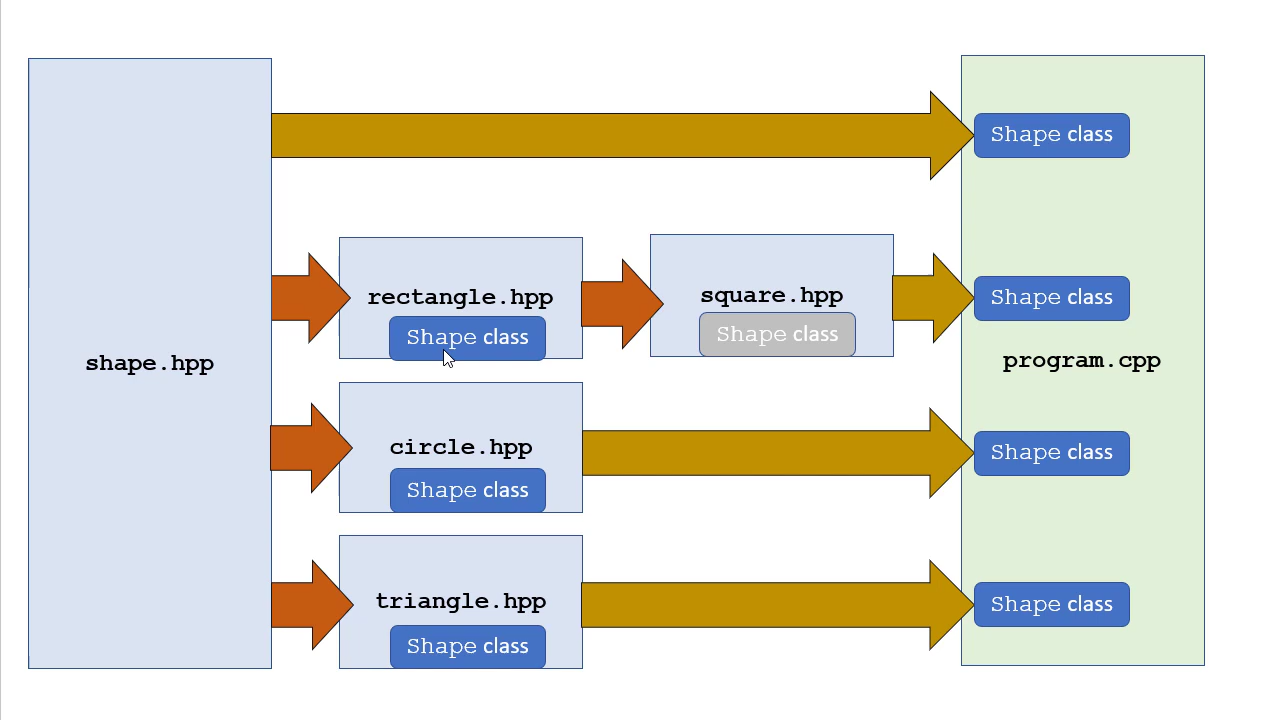 shape.hpp
Shape class
rectangle.hpp
Shape class
square.hpp
Shape class
Shape class
program.cpp
circle.hpp
Shape class
Shape class
triangle.hpp
Shape class
Shape class